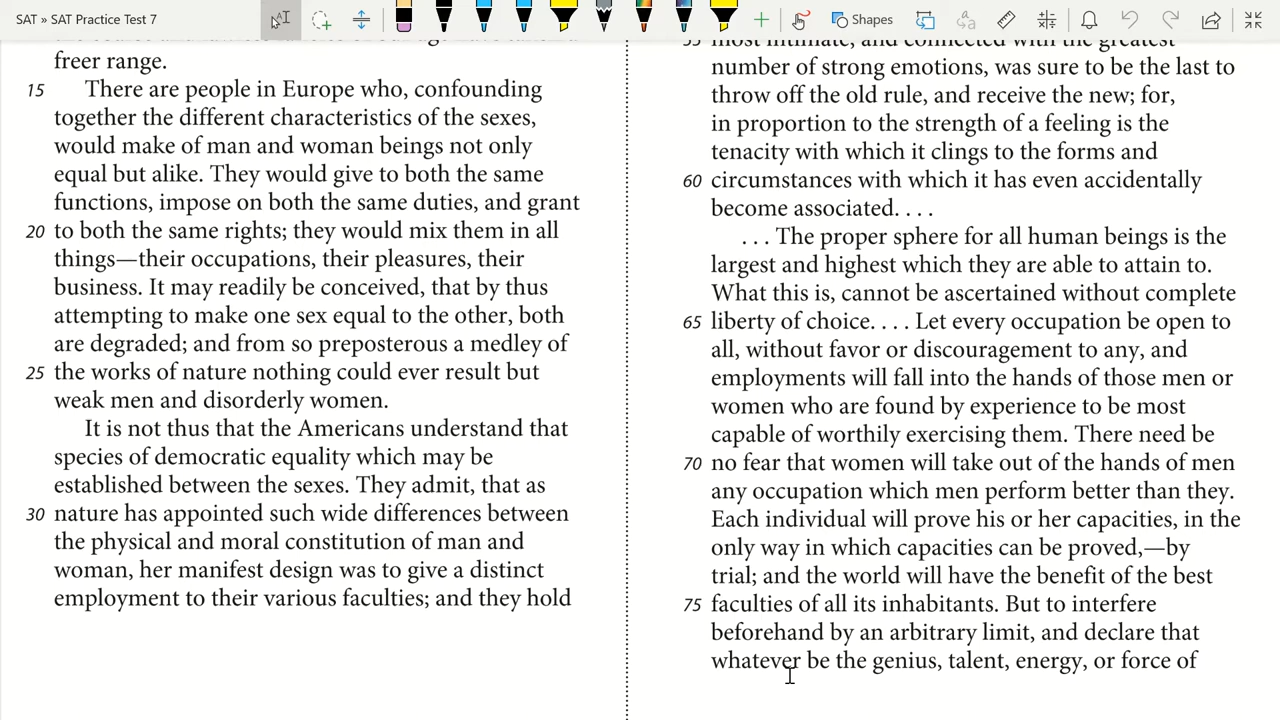 SAT » SAT Practice Test 7
Shapes
freer range.
15 There are people in Europe who, confounding
together the different characteristics of the sexes,
would make of man and woman beings not only
equal but alike. They would give to both the same
functions, impose on both the same duties, and grant
20 to both the same rights; they would mix them in all
things—their occupations, their pleasures, their
business. It may readily be conceived, that by thus
attempting to make one sex equal to the other, both
are degraded; and from so preposterous a medley of
25 the works of nature nothing could ever result but
weak men and disorderly women.
It is not thus that the Americans understand that
species of democratic equality which may be
established between the sexes. They admit, that as
30 nature has appointed such wide differences between
the physical and moral constitution of man and
woman, her manifest design was to give a distinct
employment to their various faculties; and they hold
55 most intimate, and connected with the greatest
number of strong emotions, was sure to be the last to
throw off the old rule, and receive the new; for,
in proportion to the strength of a feeling is the
tenacity with which it clings to the forms and
60 circumstances with which it has even accidentally
become associated. . . .
. . . The proper sphere for all human beings is the
largest and highest which they are able to attain to.
What this is, cannot be ascertained without complete
65 liberty of choice. . . . Let every occupation be open to
all, without favor or discouragement to any, and
employments will fall into the hands of those men or
women who are found by experience to be most
capable of worthily exercising them. There need be
70 no fear that women will take out of the hands of men
any occupation which men perform better than they.
Each individual will prove his or her capacities, in the
only way in which capacities can be proved,—by
trial; and the world will have the benefit of the best
75 faculties of all its inhabitants. But to interfere
beforehand by an arbitrary limit, and declare that
whatever be the genius, talent, energy, or force of